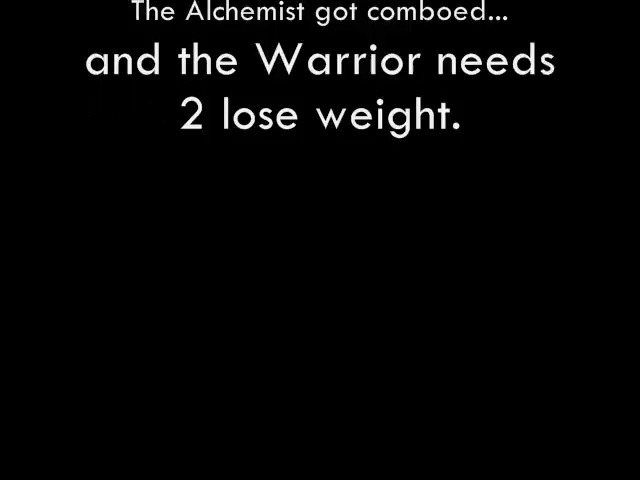 The Alchemist got comboed...
and the Warrior needs
2 lose weight.